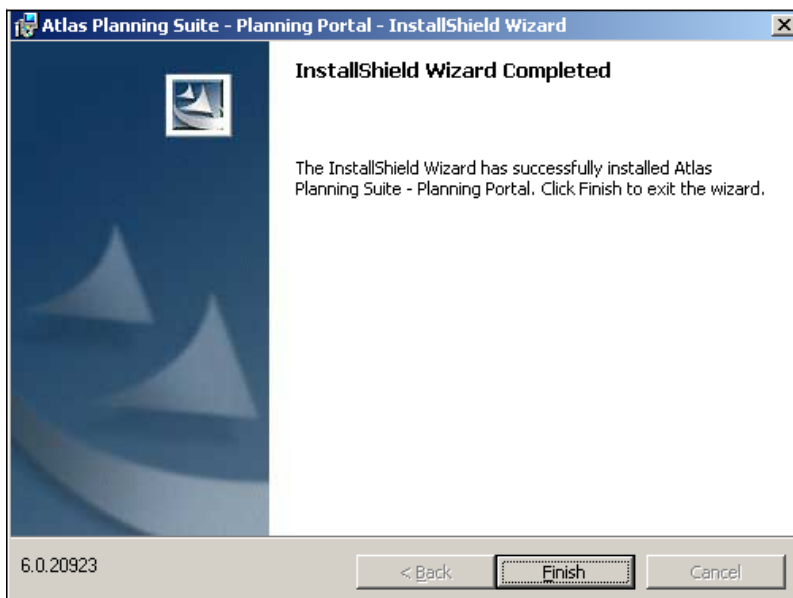 Atlas Planning Suite - Planning Portal - InstallShield Wizard
InstallShield Wizard Completed
The InstallShield Wizard has successfully installed Atlas
Planning Suite - Planning Portal. Click Finish to exit the wizard.
6.0.20923
< Back
Finish
Cancel